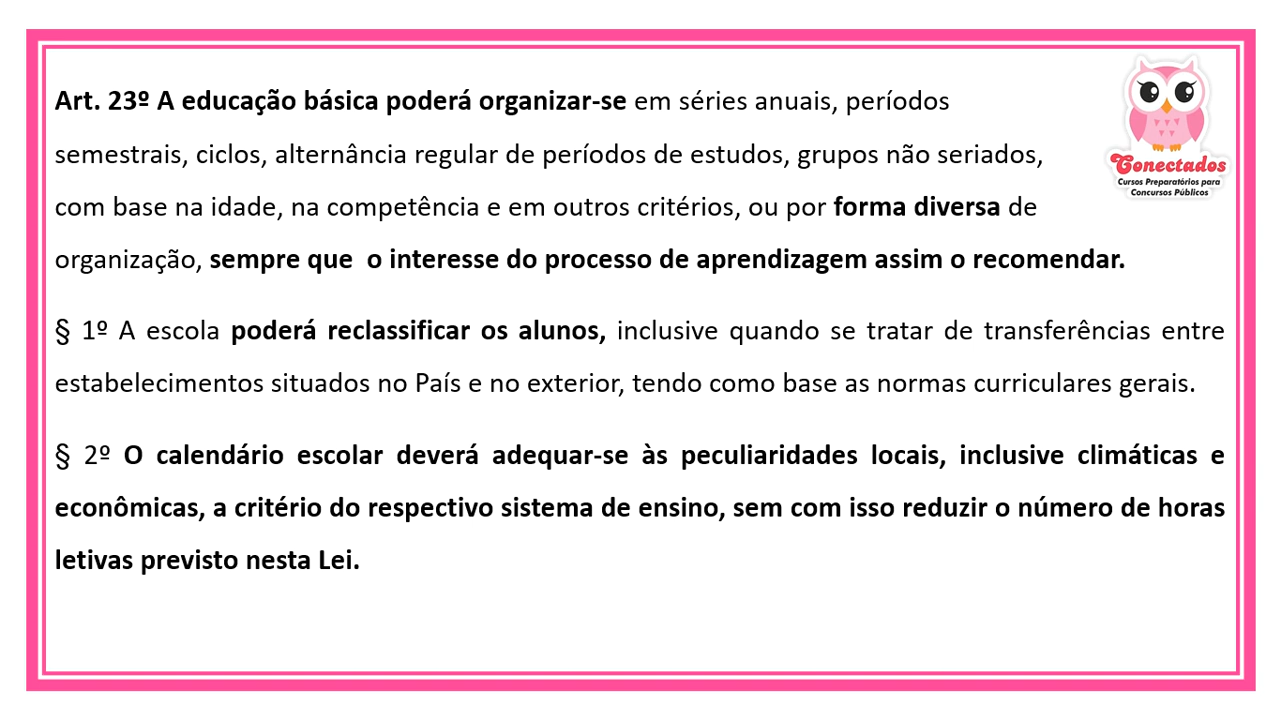 Art. 23º A educação básica poderá organizar-se em séries anuais, períodos
semestrais, ciclos, alternância regular de períodos de estudos, grupos não seriados,
com base na idade, na competência e em outros critérios, ou por forma diversa de
organização, sempre que  o interesse do processo de aprendizagem assim o recomendar.
§ 1º A escola poderá reclassificar os alunos, inclusive quando se tratar de transferências entre
estabelecimentos situados no País e no exterior, tendo como base as normas curriculares gerais.
§ 2º O calendário escolar deverá adequar-se às peculiaridades locais, inclusive climáticas e
econômicas, a critério do respectivo sistema de ensino, sem com isso reduzir o número de horas
letivas previsto nesta Lei.
Conectados
Cursos Preparatórios para
Concursos Públicos